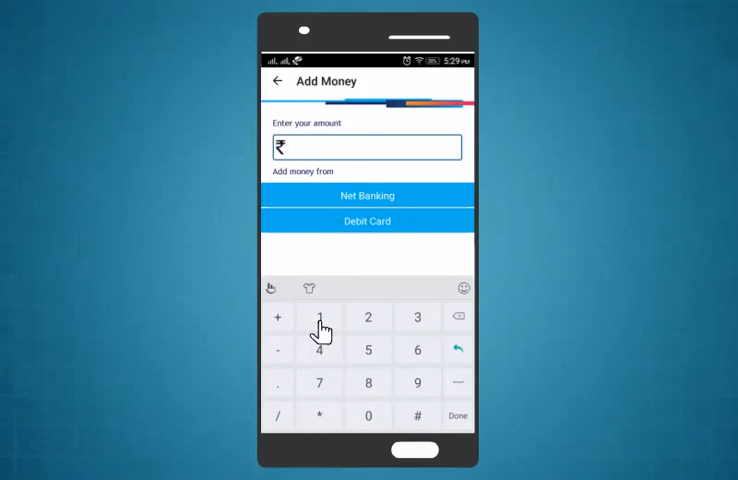 5:29 PM
Add Money
Enter your amount
₹
Add money from
Net Banking
Debit Card
+ 1 2 3
- 4 5 6
. 7 8 9
/ * 0 # Done